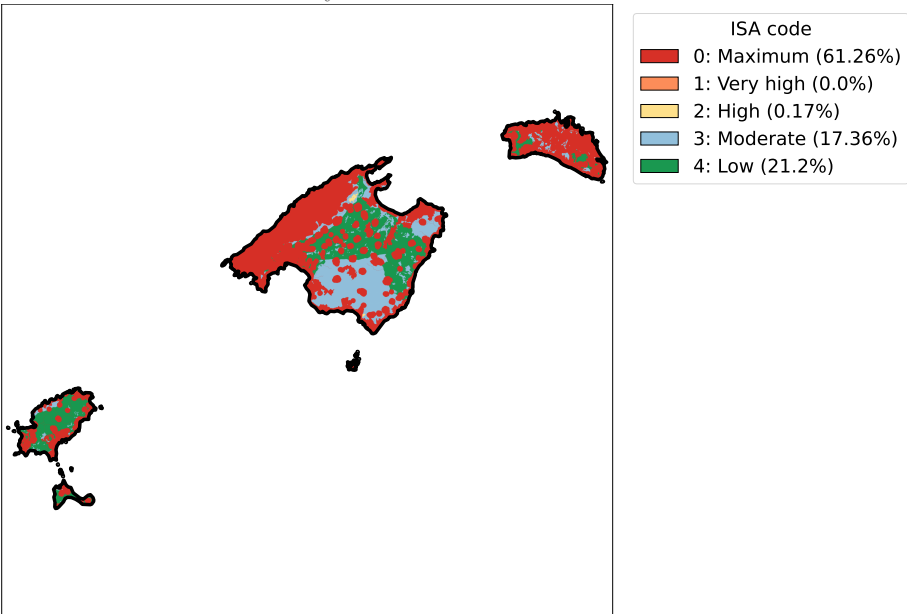 ISA code
0: Maximum (61.26%)
1: Very high (0.0%)
2: High (0.17%)
3: Moderate (17.36%)
4: Low (21.2%)